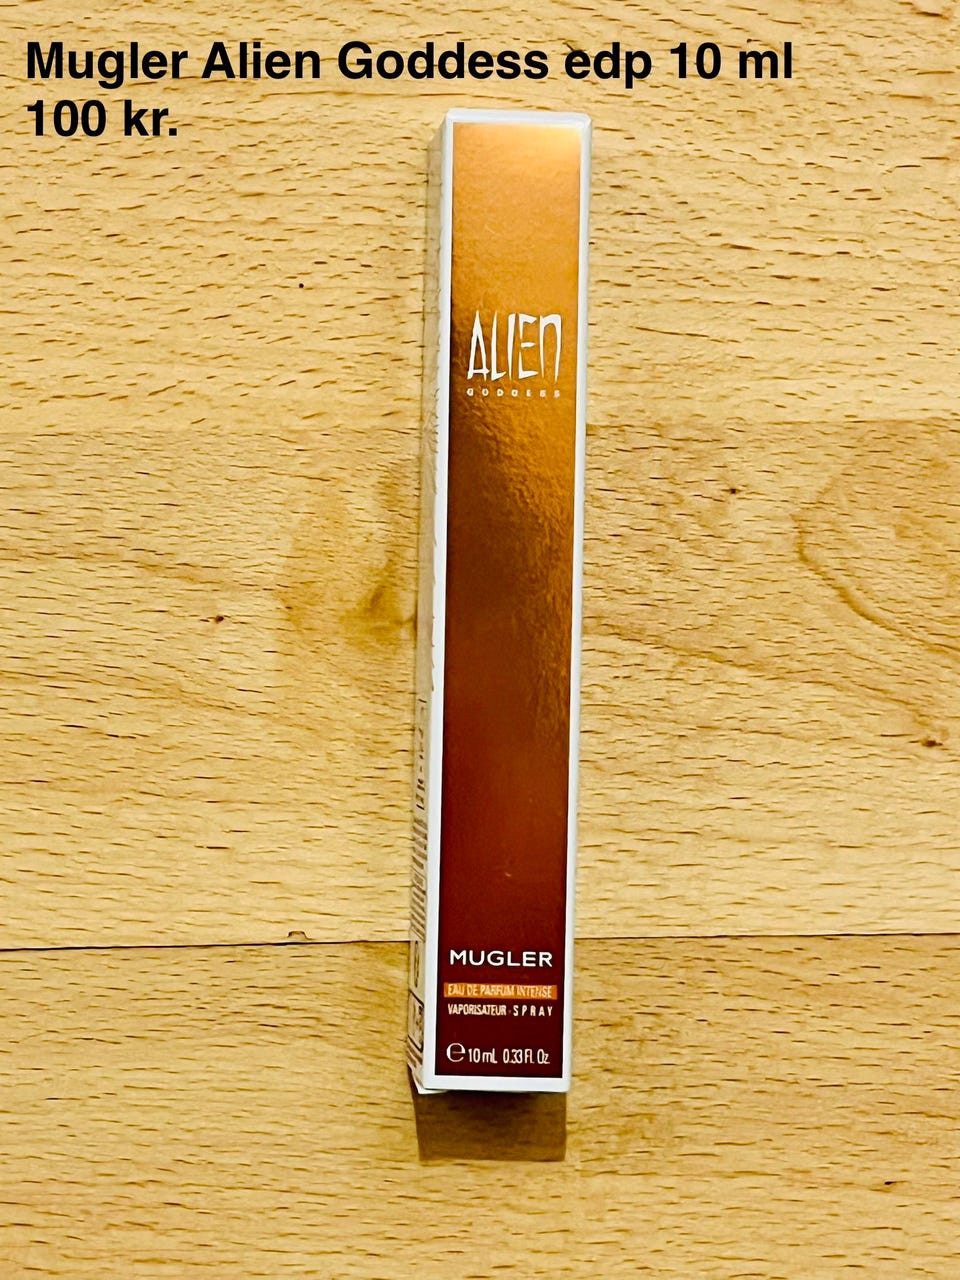 Mugler Alien Goddess edp 10 ml
100 kr.
ALIEN
GODDESS
MUGLER
EAU DE PARFUM INTENSE
VAPORISATEUR - SPRAY
℮ 10 mL 0.33 Fl. Oz.